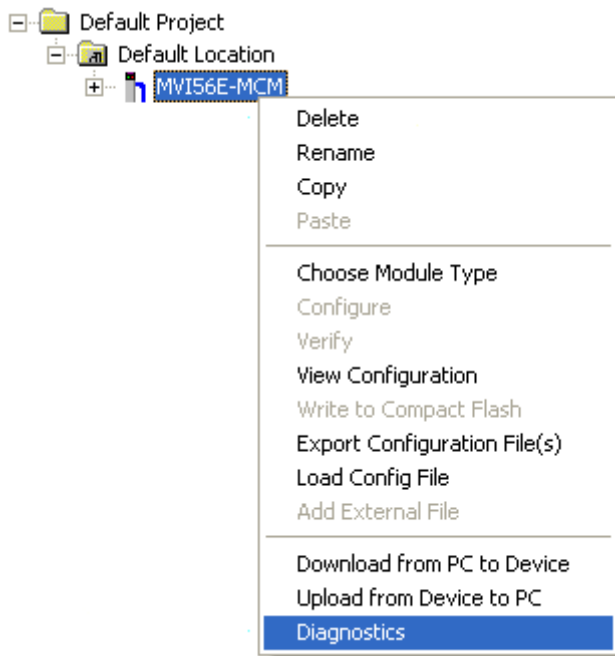 Default Project
Default Location
MVI56E-MCM
Delete
Rename
Copy
Paste
Choose Module Type
Configure
Verify
View Configuration
Write to Compact Flash
Export Configuration File(s)
Load Config File
Add External File
Download from PC to Device
Upload from Device to PC
Diagnostics